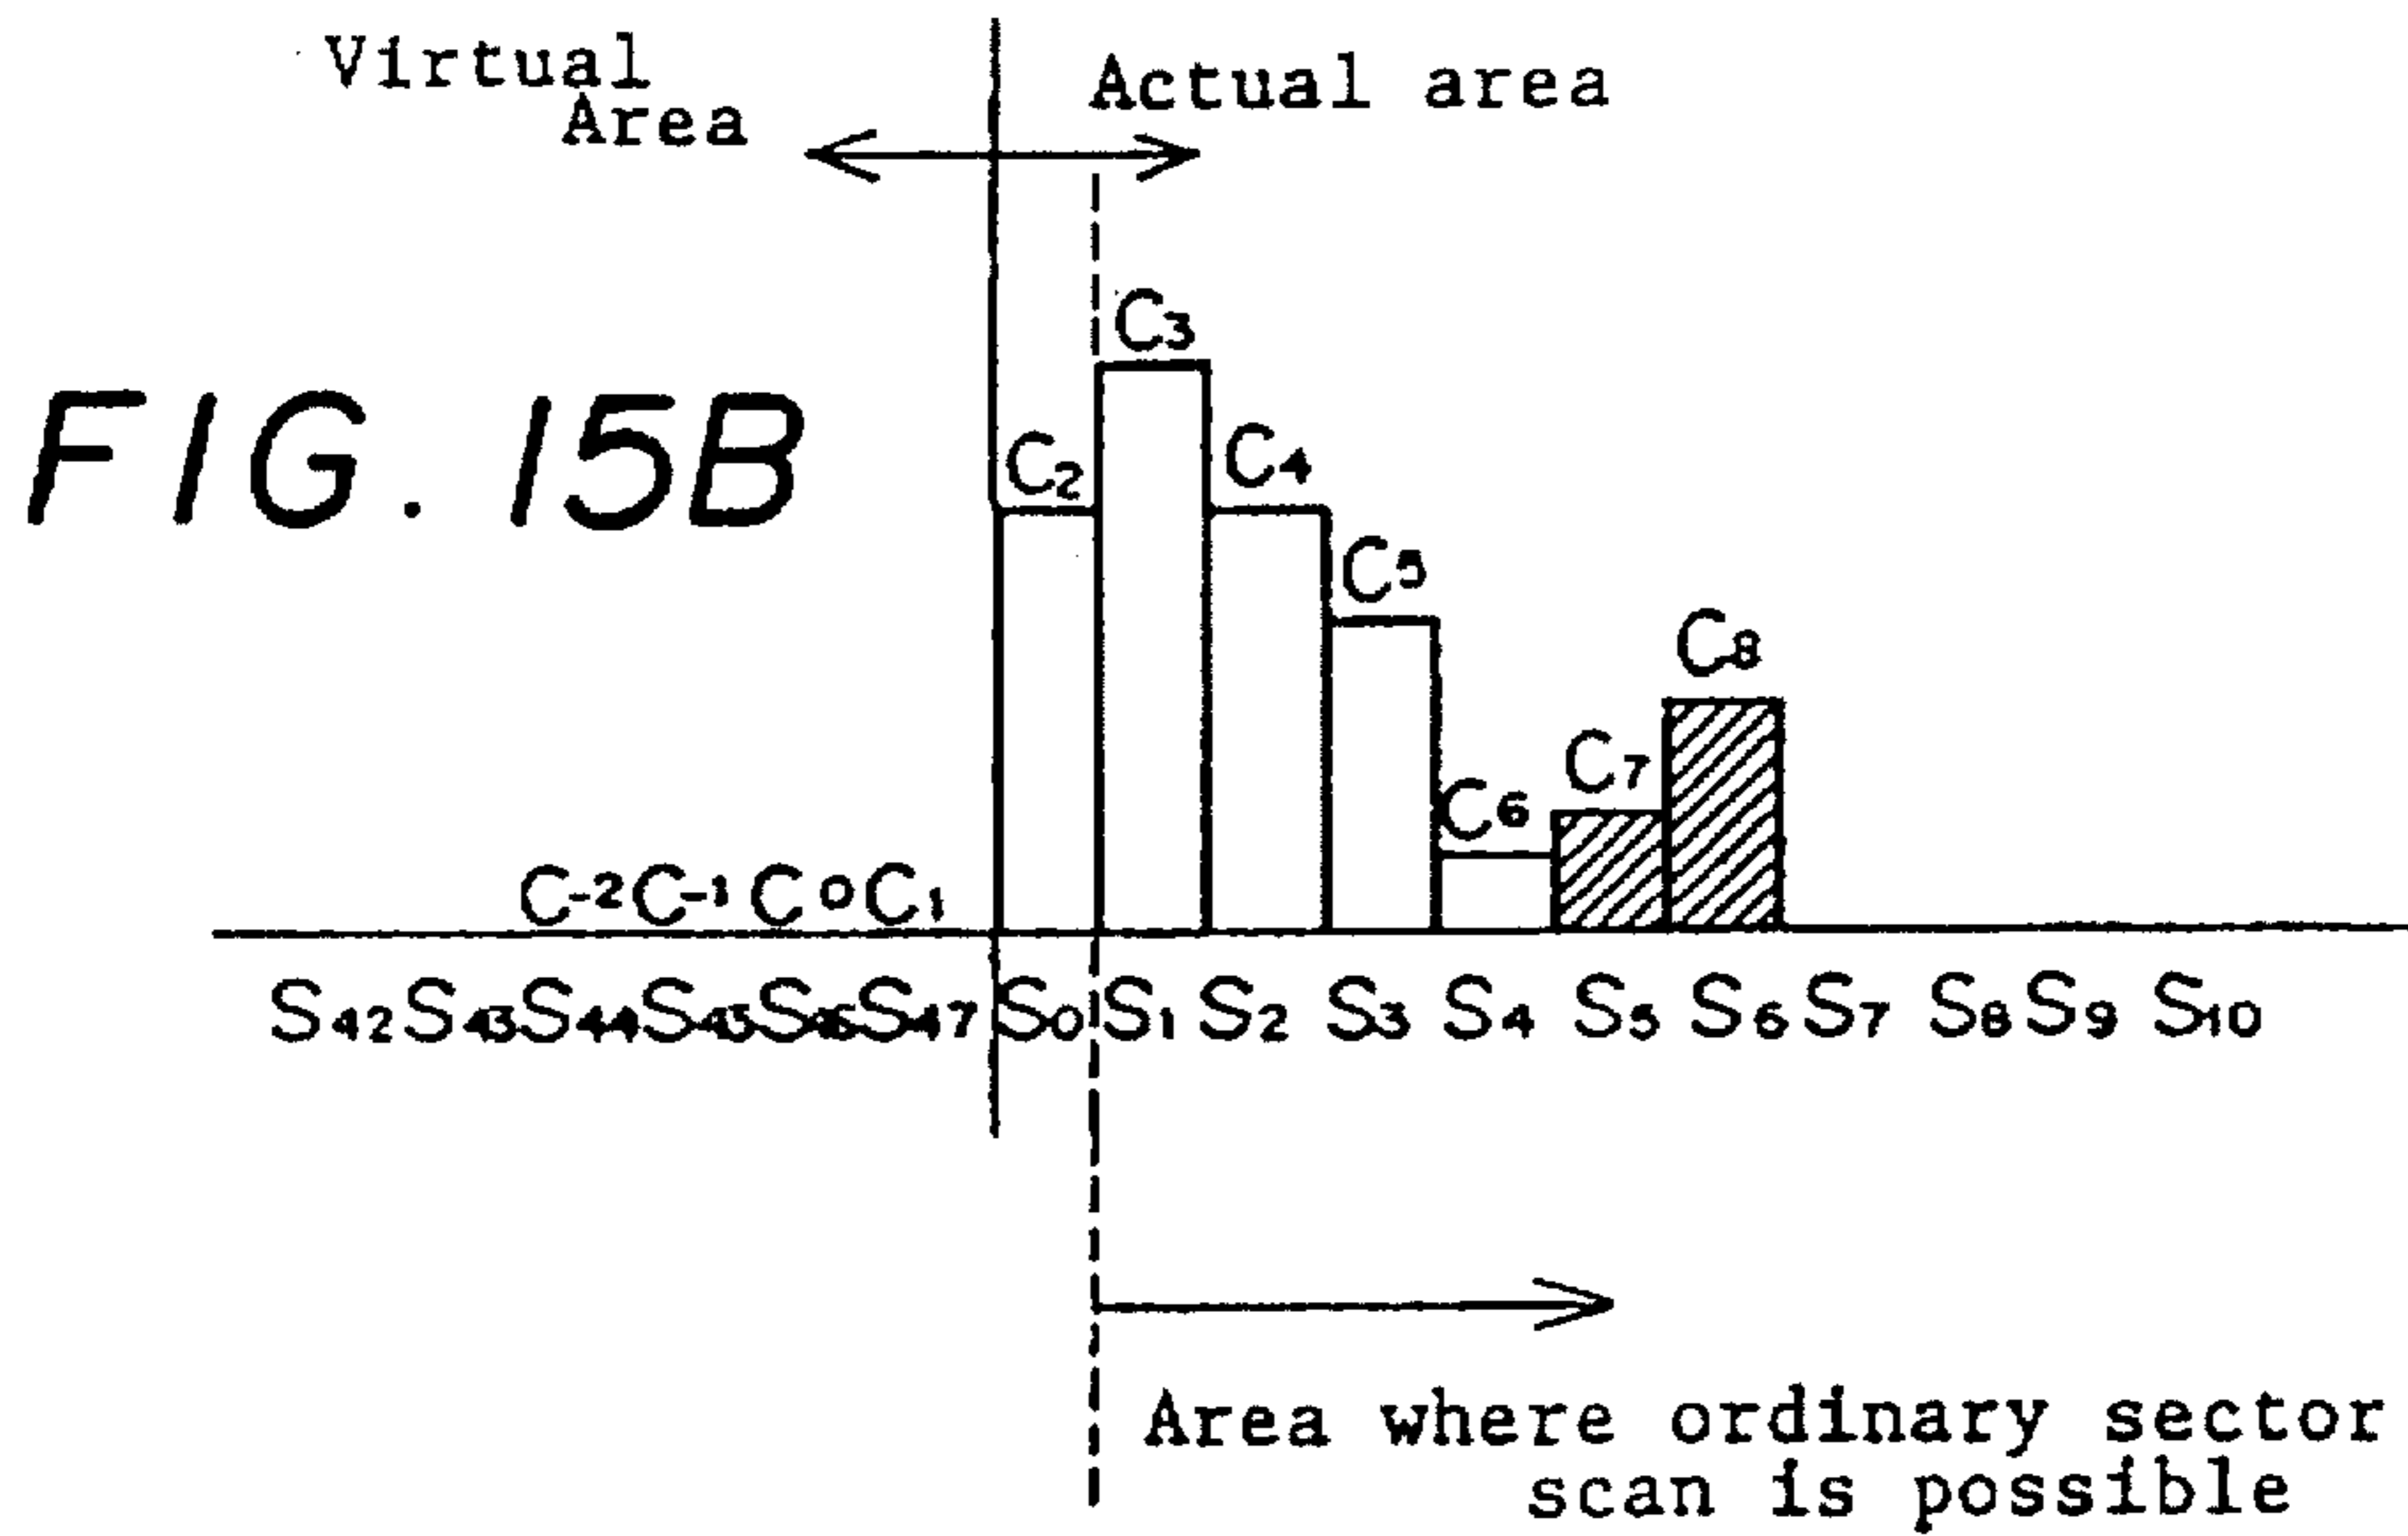 Virtual
Area
Actual area
FIG. 15B
C3
C2
C4
C5
C8
C7
C6
C-2 C-1 C0 C1
S42 S43 S44 S45 S46 S47 S0 S1 S2 S3 S4 S5 S6 S7 S8 S9 S10
Area where ordinary sector
scan is possible